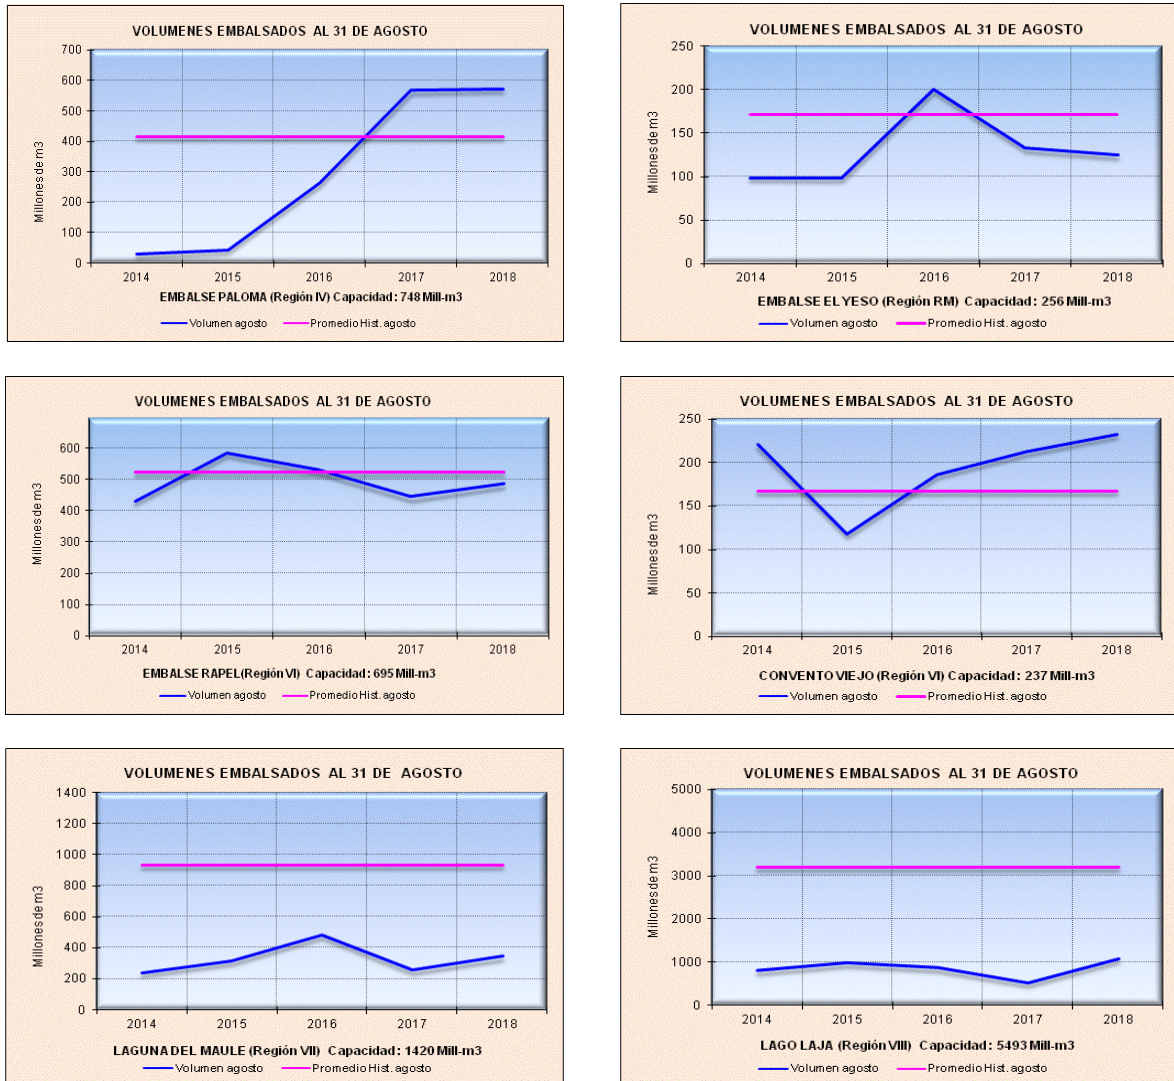 VOLUMENES EMBALSADOS AL 31 DE AGOSTO
Millones de m3
700
600
500
400
300
200
100
0
2014 2015 2016 2017 2018
EMBALSE PALOMA (Región IV) Capacidad: 748 Mill-m3
Volumen agosto Promedio Hist. agosto
VOLUMENES EMBALSADOS AL 31 DE AGOSTO
Millones de m3
250
200
150
100
50
0
2014 2015 2016 2017 2018
EMBALSE EL YESO (Región RM) Capacidad: 256 Mill-m3
Volumen agosto Promedio Hist. agosto
VOLUMENES EMBALSADOS AL 31 DE AGOSTO
Millones de m3
600
500
400
300
200
100
0
2014 2015 2016 2017 2018
EMBALSE RAPEL(Región VI) Capacidad: 695 Mill-m3
Volumen agosto Promedio Hist. agosto
VOLUMENES EMBALSADOS AL 31 DE AGOSTO
Millones de m3
250
200
150
100
50
0
2014 2015 2016 2017 2018
CONVENTO VIEJO (Región VI) Capacidad: 237 Mill-m3
Volumen agosto Promedio Hist. agosto
VOLUMENES EMBALSADOS AL 31 DE AGOSTO
Millones de m3
1400
1200
1000
800
600
400
200
0
2014 2015 2016 2017 2018
LAGUNA DEL MAULE (Región VII) Capacidad: 1420 Mill-m3
Volumen agosto Promedio Hist. agosto
VOLUMENES EMBALSADOS AL 31 DE AGOSTO
Millones de m3
5000
4000
3000
2000
1000
0
2014 2015 2016 2017 2018
LAGO LAJA (Región VIII) Capacidad: 5493 Mill-m3
Volumen agosto Promedio Hist. agosto